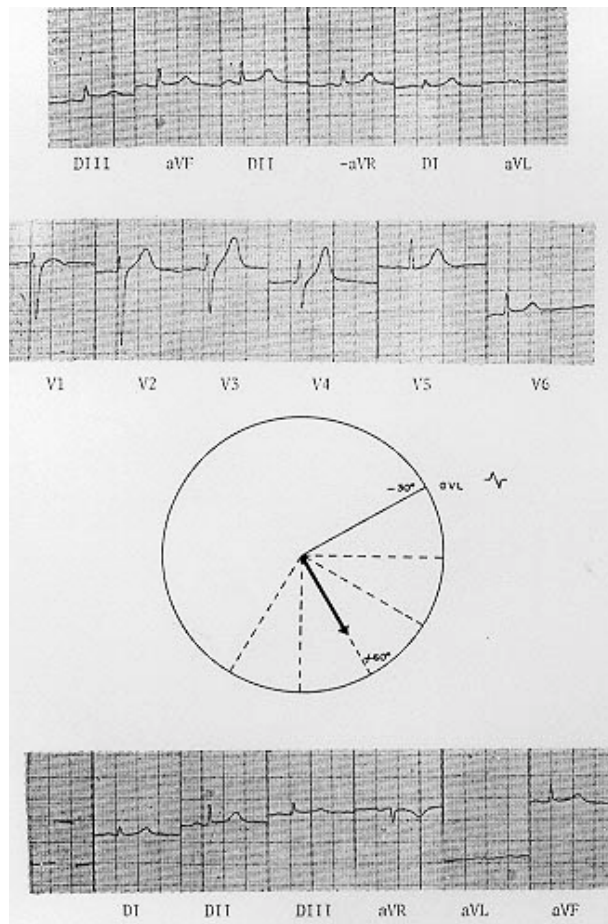 DIII aVF DII -aVR DI aVL
V1 V2 V3 V4 V5 V6
-30° aVL
+60°
DI DII DIII aVR aVL aVF